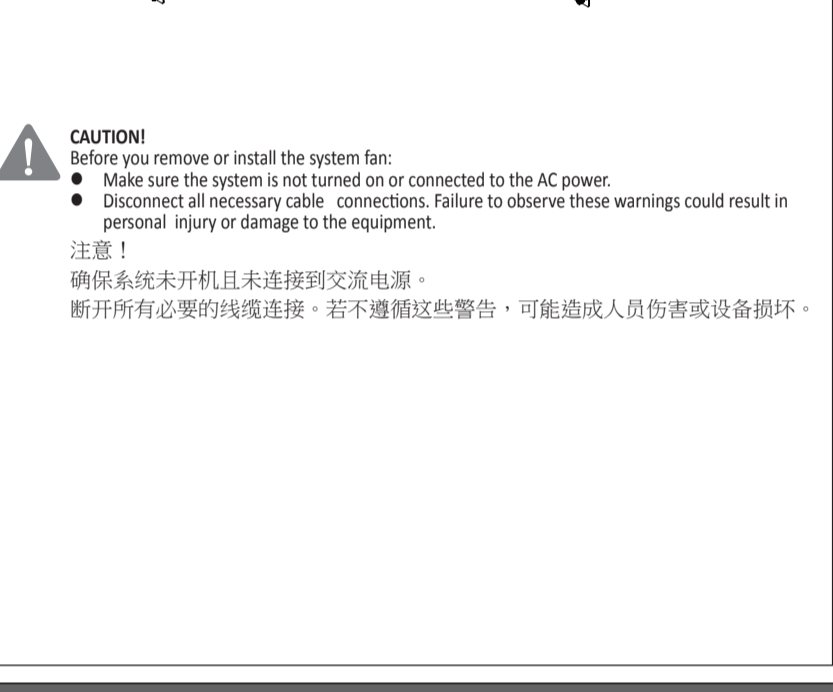 CAUTION!
Before you remove or install the system fan:
● Make sure the system is not turned on or connected to the AC power.
● Disconnect all necessary cable connections. Failure to observe these warnings could result in
personal injury or damage to the equipment.
注意！
确保系统未开机且未连接到交流电源。
断开所有必要的线缆连接。若不遵循这些警告，可能造成人员伤害或设备损坏。